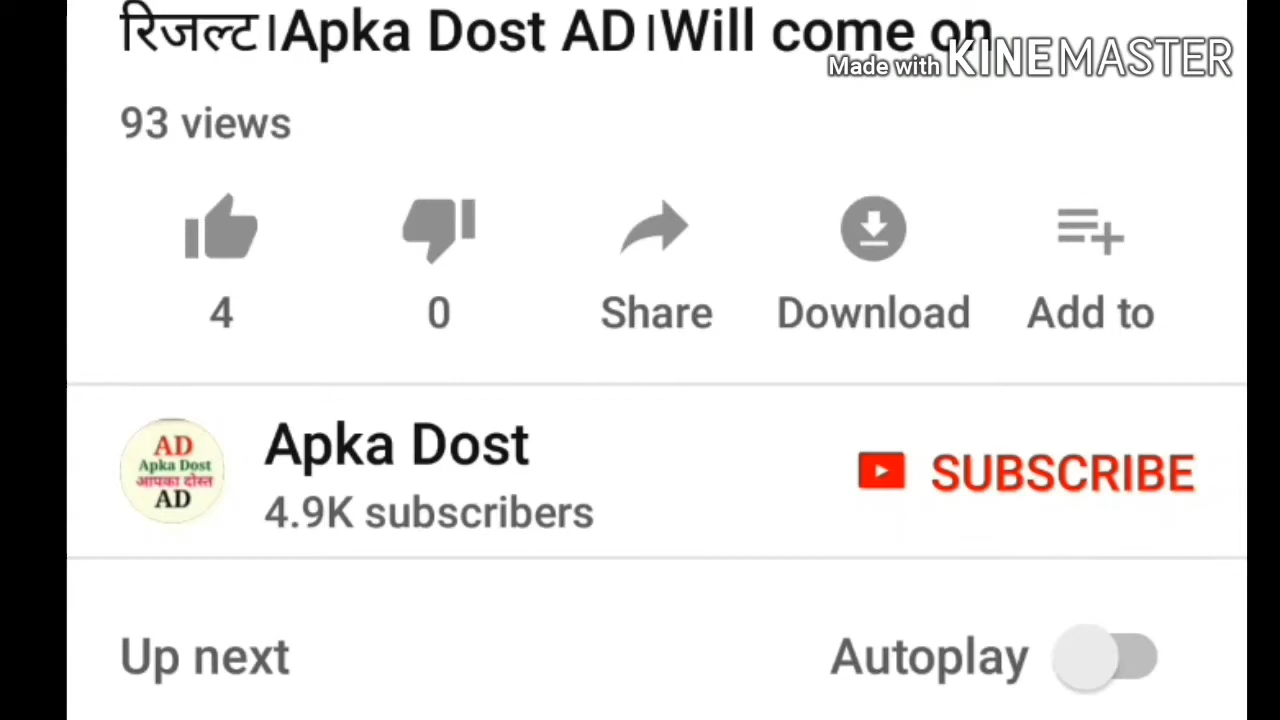 रिजल्ट।Apka Dost AD।Will come on
Made with KINEMASTER
93 views
4
0
Share
Download
Add to
AD
Apka Dost
आपका दोस्त
AD
Apka Dost
4.9K subscribers
SUBSCRIBE
Up next
Autoplay